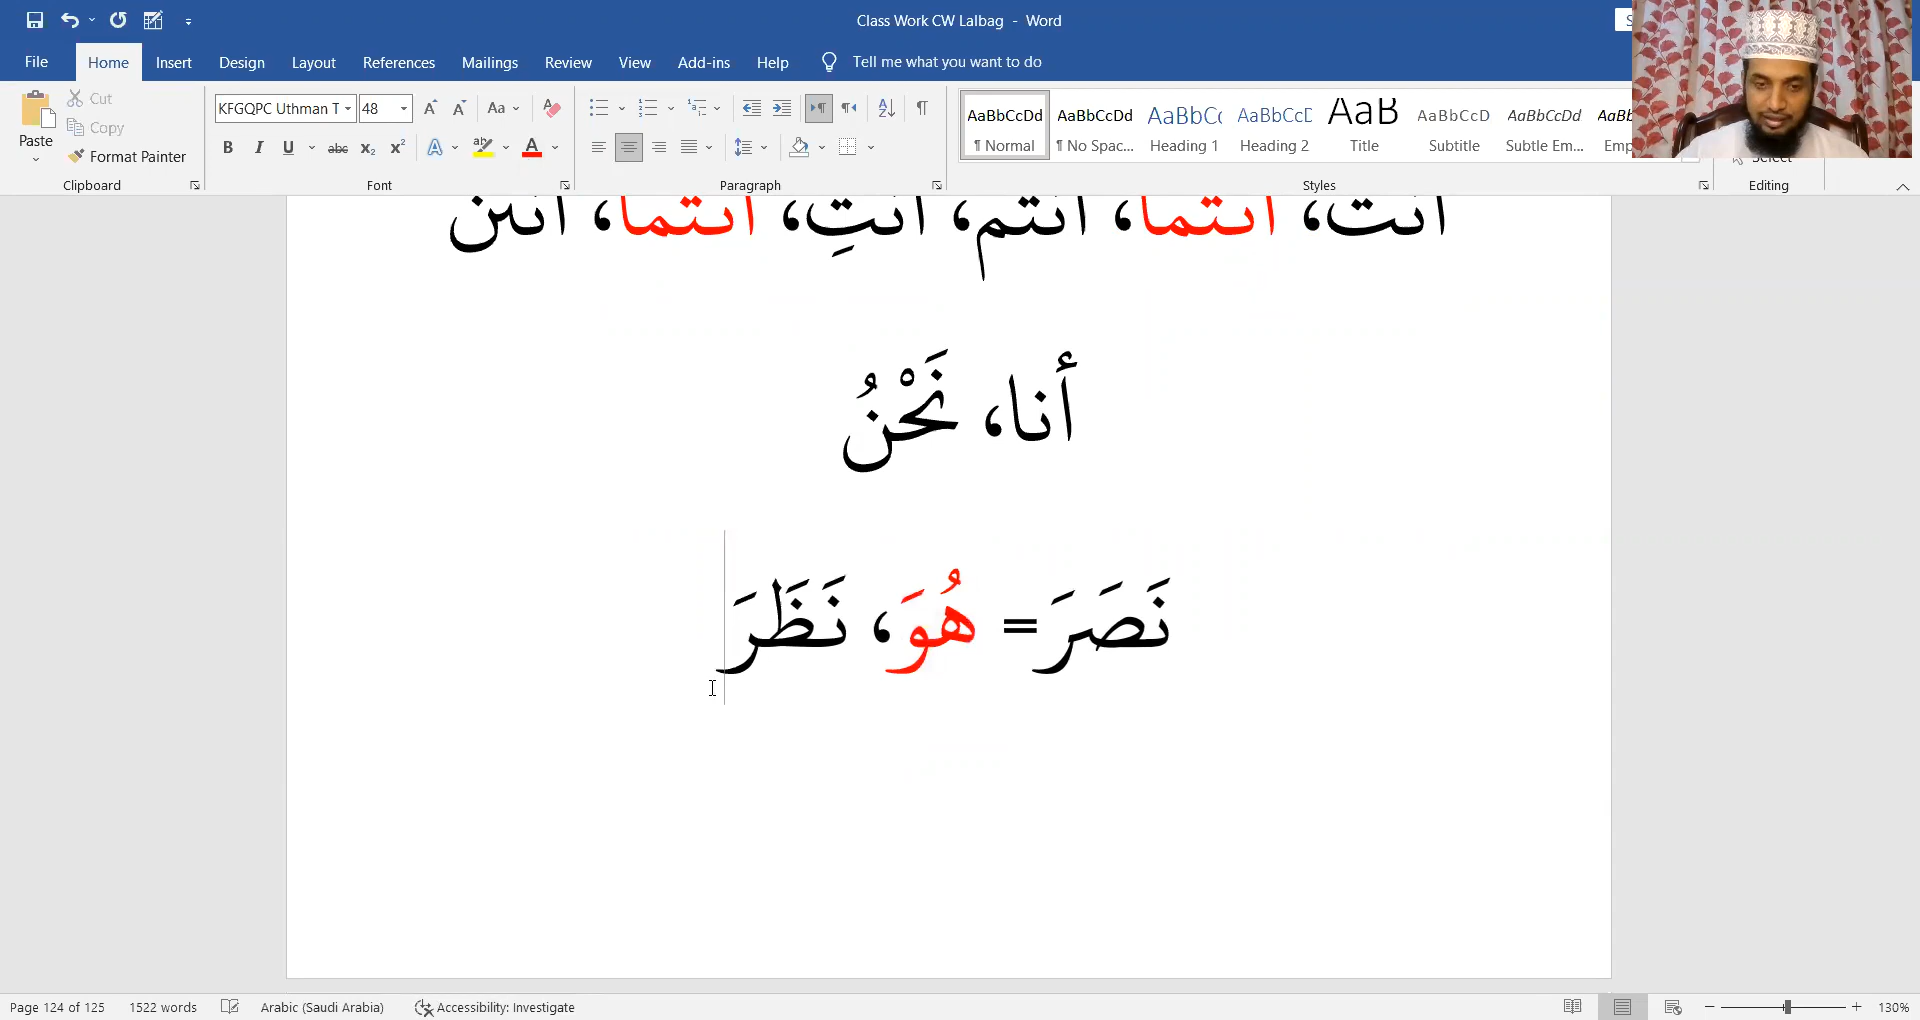 Class Work CW Lalbag - Word
File Home Insert Design Layout References Mailings Review View Add-ins Help Tell me what you want to do
Paste Cut Copy Format Painter
KFGQPC Uthman T 48
AaBbCcDd AaBbCcDd AaBbCc AaBbCcD AaB AaBbCcD AaBbCcDd AaBb
¶ Normal ¶ No Spac... Heading 1 Heading 2 Title Subtitle Subtle Em... Emp Select
Clipboard Font Paragraph Styles Editing
أنت، أنتما، أنتم، أنتِ، أنتما، أنتن
أنا، نَحْنُ
نَصَرَ= هُوَ، نَظَرَ
Page 124 of 125 1522 words Arabic (Saudi Arabia) Accessibility: Investigate 130%